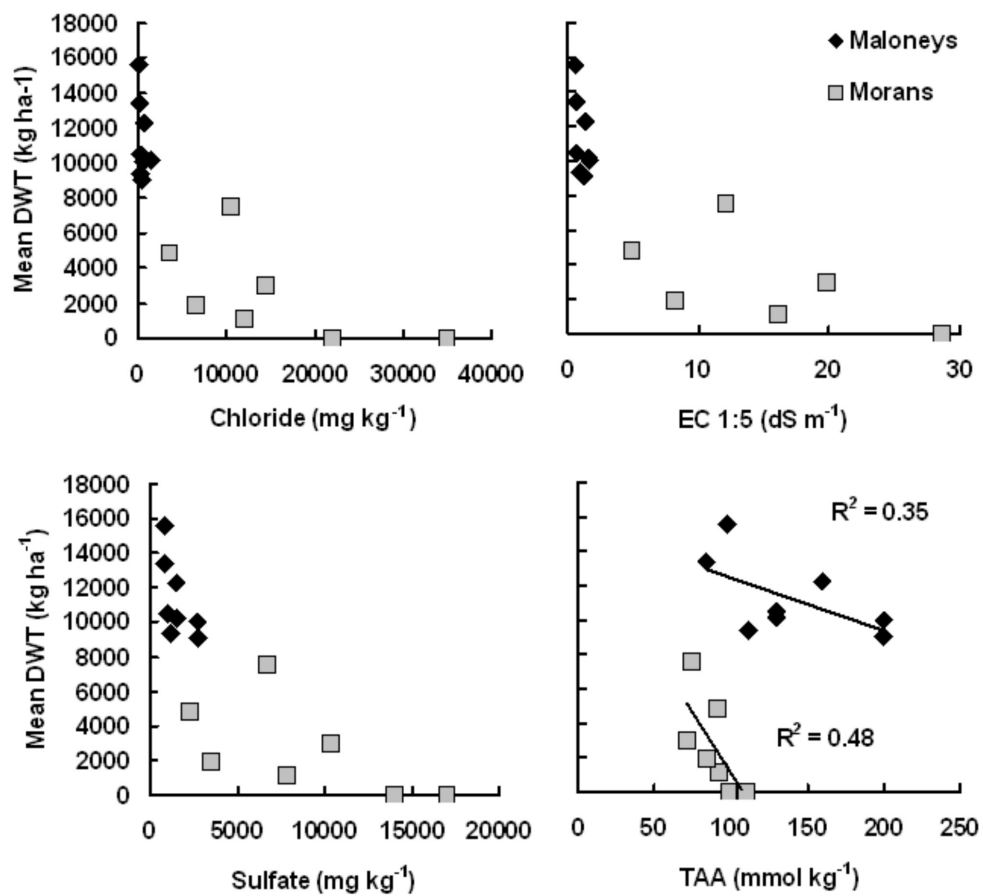 Mean DWT (kg ha-1)
18000
16000
14000
12000
10000
8000
6000
4000
2000
0
0 10000 20000 30000 40000
Chloride (mg kg⁻¹)
Maloneys
Morans
0 10 20 30
EC 1:5 (dS m⁻¹)
Mean DWT (kg ha⁻¹)
18000
16000
14000
12000
10000
8000
6000
4000
2000
0
0 5000 10000 15000 20000
Sulfate (mg kg⁻¹)
R² = 0.35
R² = 0.48
0 50 100 150 200 250
TAA (mmol kg⁻¹)